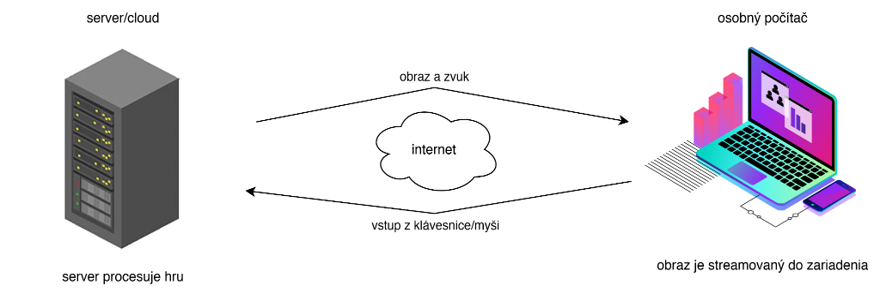 server/cloud
osobný počítač
obraz a zvuk
internet
vstup z klávesnice/myši
obraz je streamovaný do zariadenia
server procesuje hru